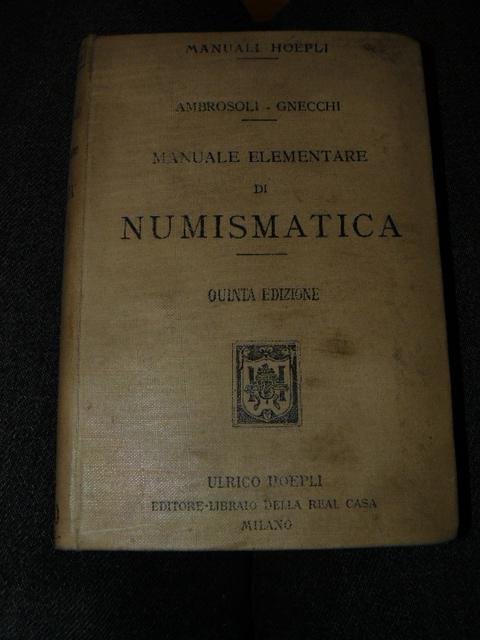 MANUALI HOEPLI
AMBROSOLI - GNECCHI
MANUALE ELEMENTARE
DI
NUMISMATICA
QUINTA EDIZIONE
ULRICO HOEPLI
EDITORE-LIBRAIO DELLA REAL CASA
MILANO